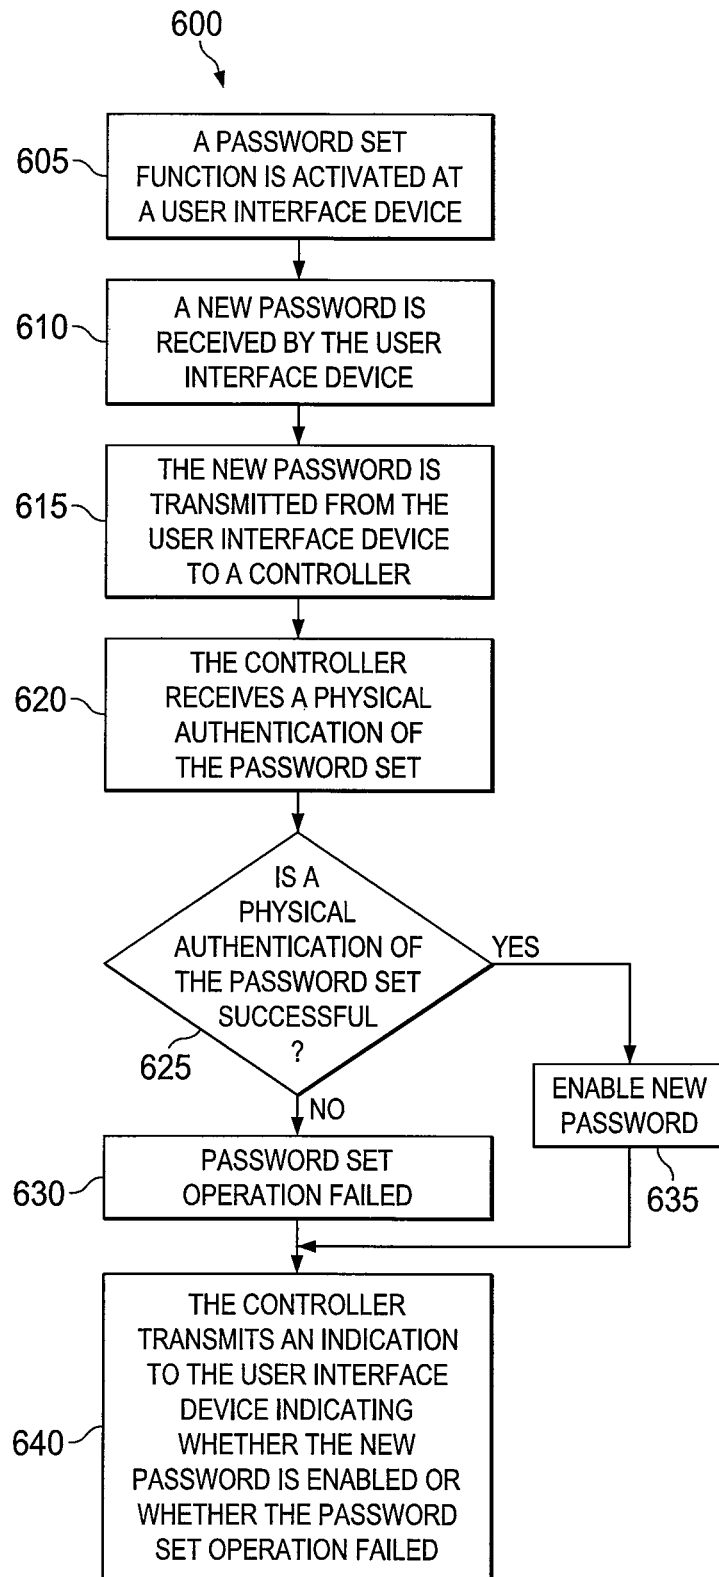 600
605
A PASSWORD SET
FUNCTION IS ACTIVATED AT
A USER INTERFACE DEVICE
610
A NEW PASSWORD IS
RECEIVED BY THE USER
INTERFACE DEVICE
615
THE NEW PASSWORD IS
TRANSMITTED FROM THE
USER INTERFACE DEVICE
TO A CONTROLLER
620
THE CONTROLLER
RECEIVES A PHYSICAL
AUTHENTICATION OF
THE PASSWORD SET
IS A
PHYSICAL
AUTHENTICATION OF
THE PASSWORD SET
SUCCESSFUL
?
625
YES
NO
ENABLE NEW
PASSWORD
635
630
PASSWORD SET
OPERATION FAILED
640
THE CONTROLLER
TRANSMITS AN INDICATION
TO THE USER INTERFACE
DEVICE INDICATING
WHETHER THE NEW
PASSWORD IS ENABLED OR
WHETHER THE PASSWORD
SET OPERATION FAILED